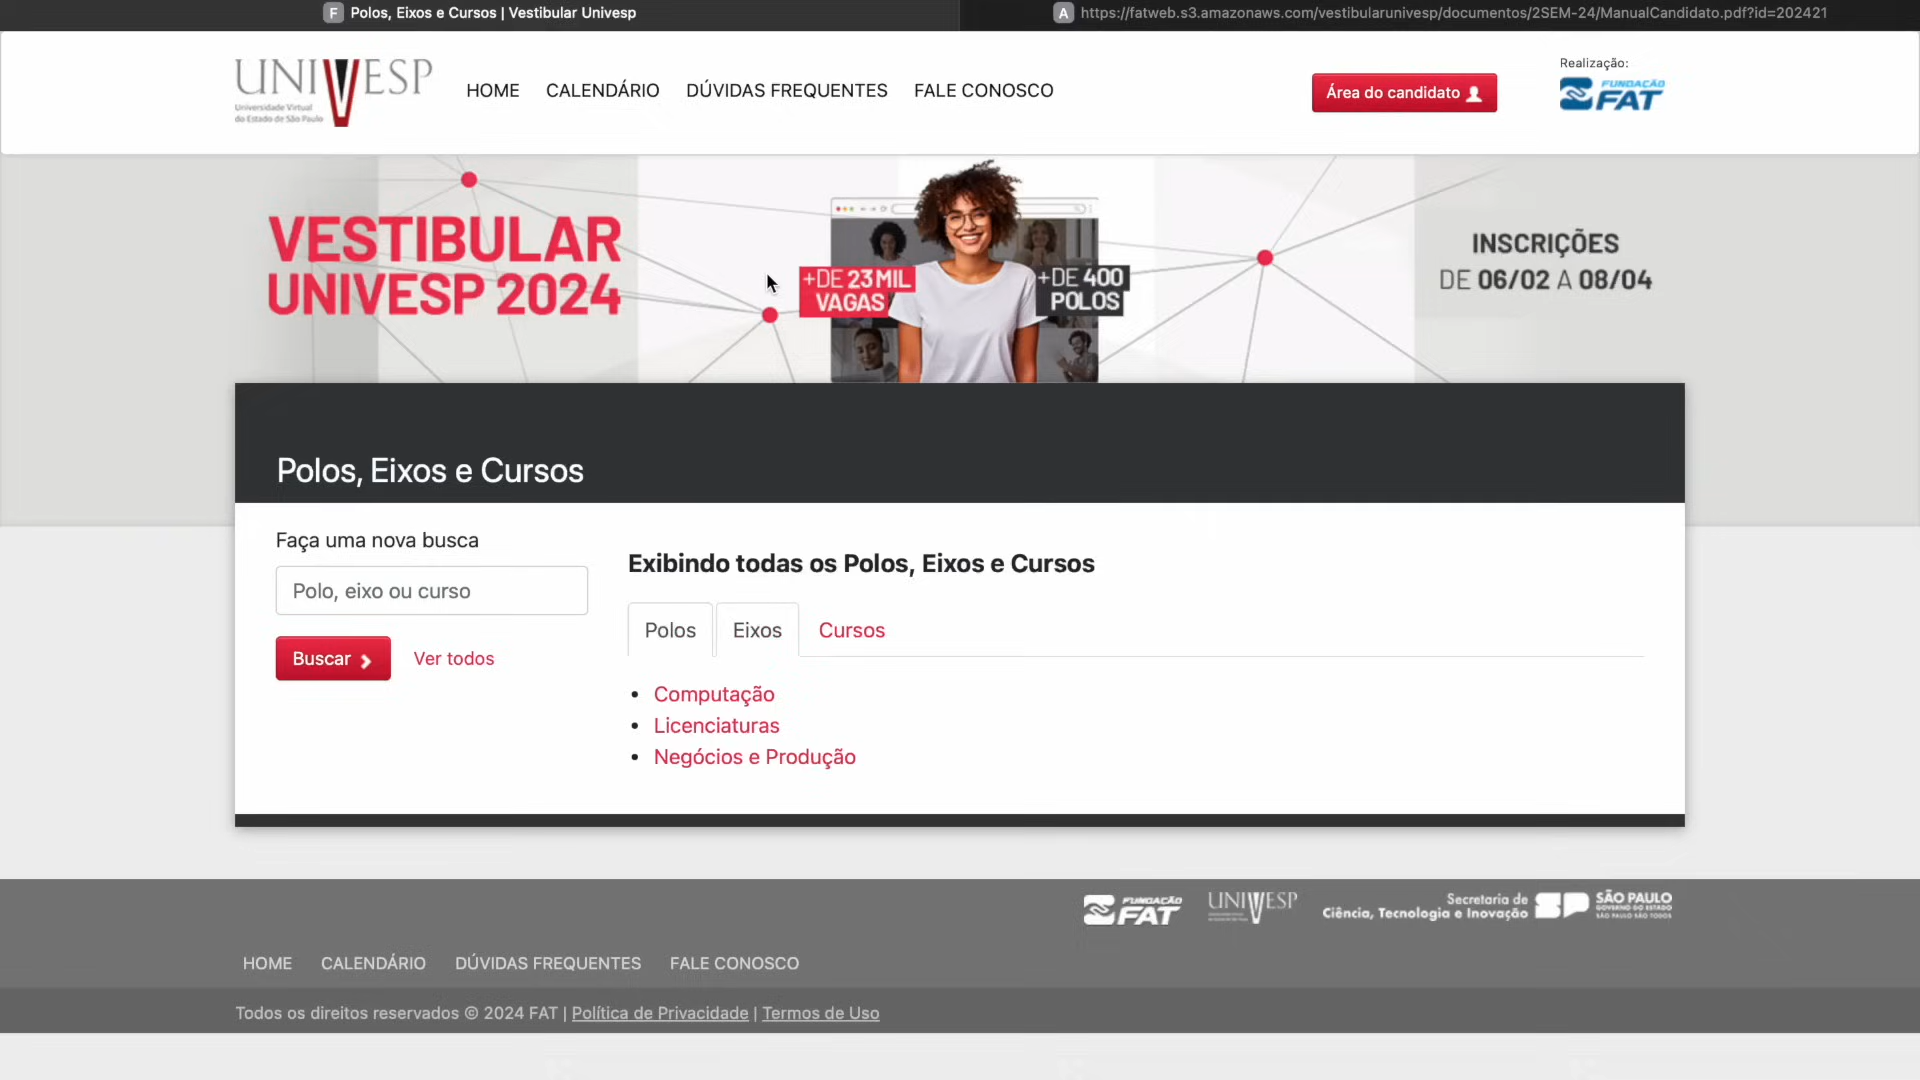 F Polos, Eixos e Cursos | Vestibular Univesp
A https://fatweb.s3.amazonaws.com/vestibularunivesp/documentos/2SEM-24/ManualCandidato.pdf?id=202421
UNIVESP
Universidade Virtual
do Estado de São Paulo
HOME CALENDÁRIO DÚVIDAS FREQUENTES FALE CONOSCO
Área do candidato
Realização:
FUNDAÇÃO
FAT
VESTIBULAR
UNIVESP 2024
+DE 23 MIL
VAGAS
+DE 400
POLOS
INSCRIÇÕES
DE 06/02 A 08/04
Polos, Eixos e Cursos
Faça uma nova busca
Polo, eixo ou curso
Buscar
Ver todos
Exibindo todas os Polos, Eixos e Cursos
Polos Eixos Cursos
• Computação
• Licenciaturas
• Negócios e Produção
FUNDAÇÃO
FAT
UNIVESP
Secretaria de
Ciência, Tecnologia e Inovação
SP
SÃO PAULO
GOVERNO DO ESTADO
SÃO PAULO SÃO TODOS
HOME CALENDÁRIO DÚVIDAS FREQUENTES FALE CONOSCO
Todos os direitos reservados © 2024 FAT | Política de Privacidade | Termos de Uso